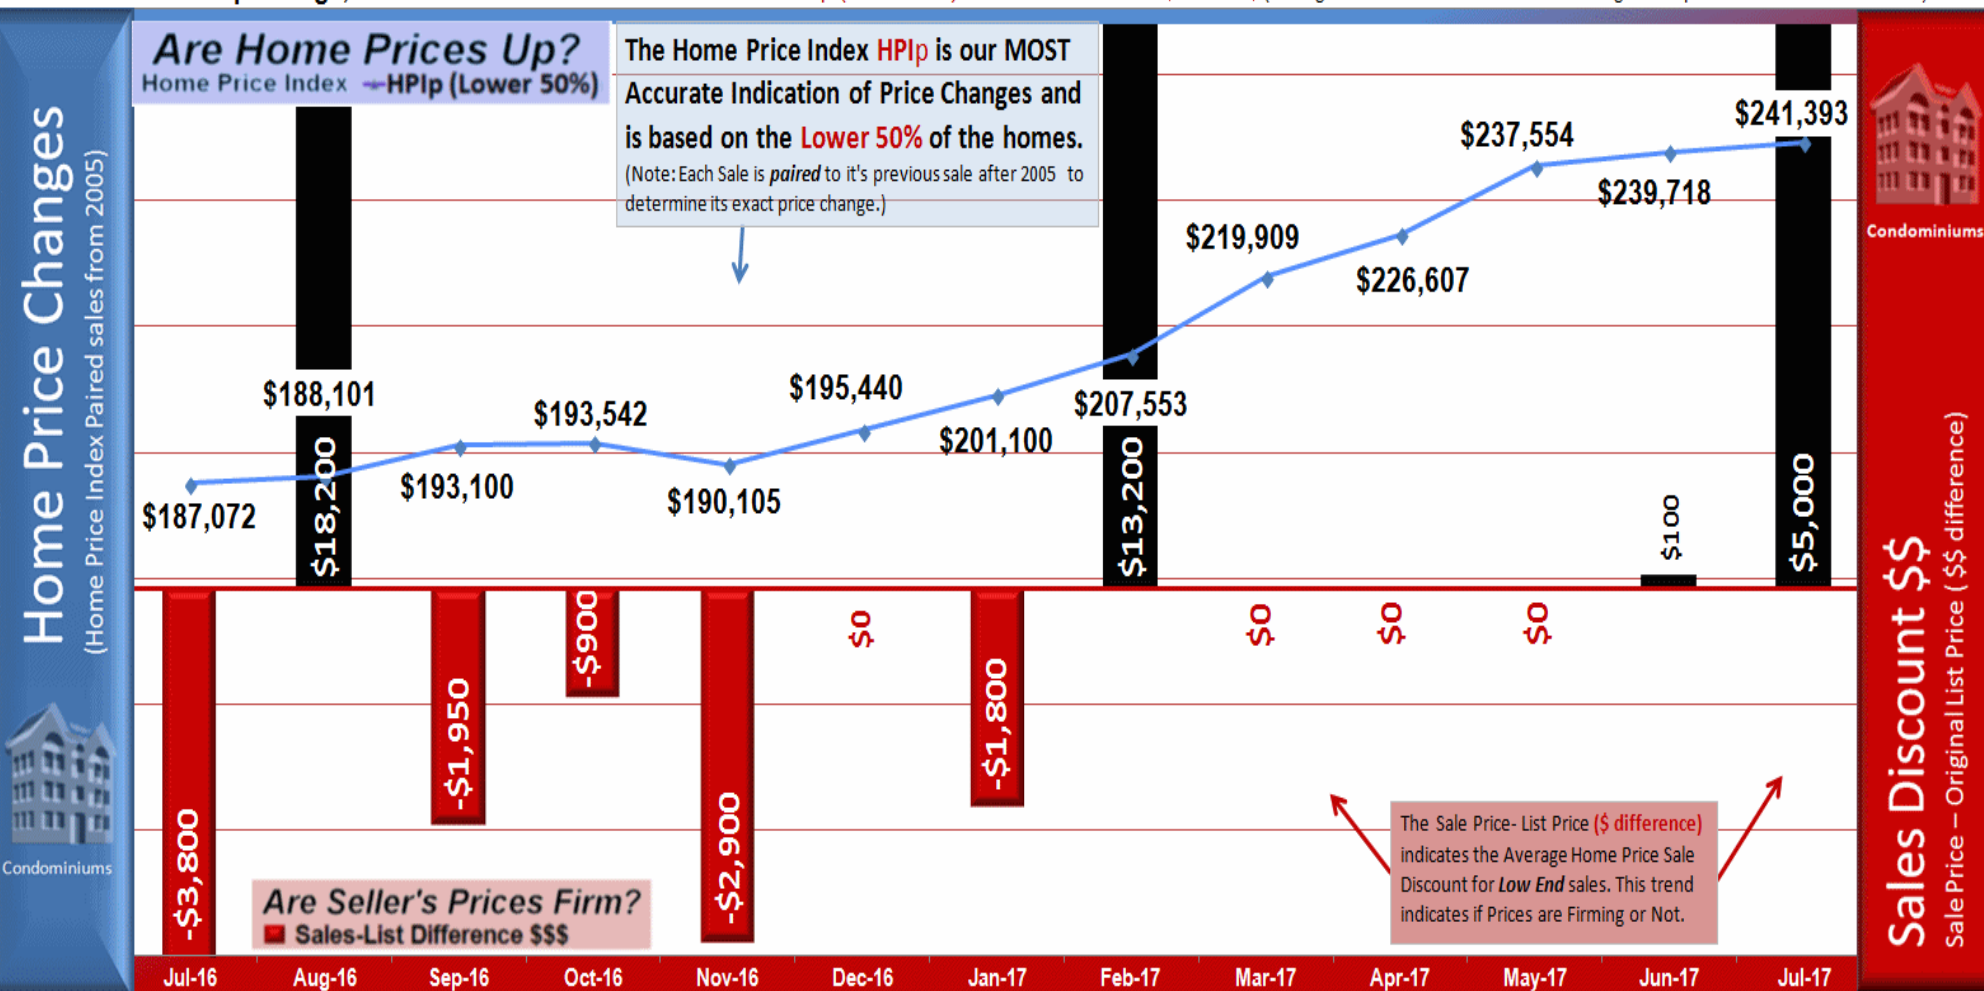 Are Home Prices Up?
Home Price Index HPIp (Lower 50%)
The Home Price Index HPIp is our MOST
Accurate Indication of Price Changes and
is based on the Lower 50% of the homes.
(Note: Each Sale is paired to it's previous sale after 2005 to
determine its exact price change.)
Home Price Changes
(Home Price Index Paired sales from 2005)
Condominiums
$187,072
$188,101
$193,100
$193,542
$190,105
$195,440
$201,100
$207,553
$219,909
$226,607
$237,554
$239,718
$241,393
$18,200
$13,200
$100
$5,000
-$3,800
-$1,950
-$900
-$2,900
$0
-$1,800
$0
$0
$0
Are Seller's Prices Firm?
Sales-List Difference $$$
The Sale Price- List Price ($ difference)
indicates the Average Home Price Sale
Discount for Low End sales. This trend
indicates if Prices are Firming or Not.
Condominiums
Sales Discount $$
Sale Price – Original List Price ( $$ difference)
Jul-16 Aug-16 Sep-16 Oct-16 Nov-16 Dec-16 Jan-17 Feb-17 Mar-17 Apr-17 May-17 Jun-17 Jul-17